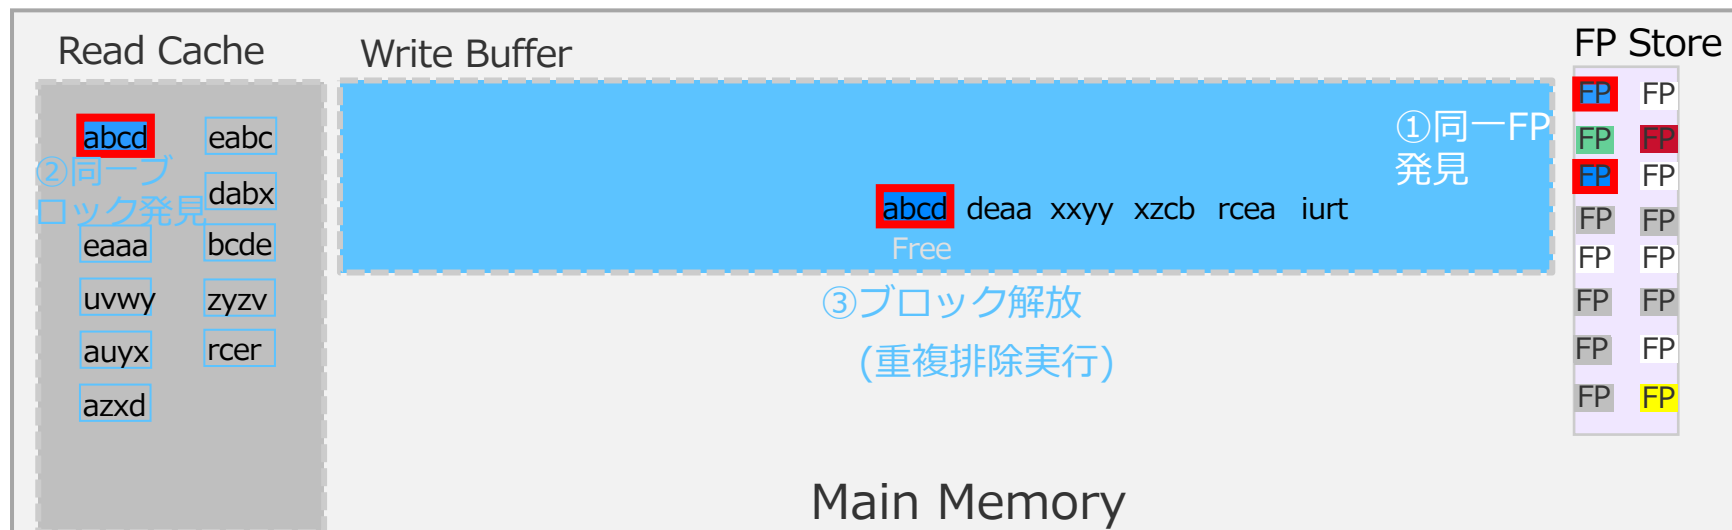 Read Cache
Write Buffer
FP Store
abcd eabc
②同一ブ
ロック発見
dabx
eaaa bcde
uvwy zyzv
auyx rcer
azxd
①同一FP
発見
abcd deaa xxyy xzcb rcea iurt
Free
③ブロック解放
(重複排除実行)
FP FP
FP FP
FP FP
FP FP
FP FP
FP FP
FP FP
FP FP
Main Memory